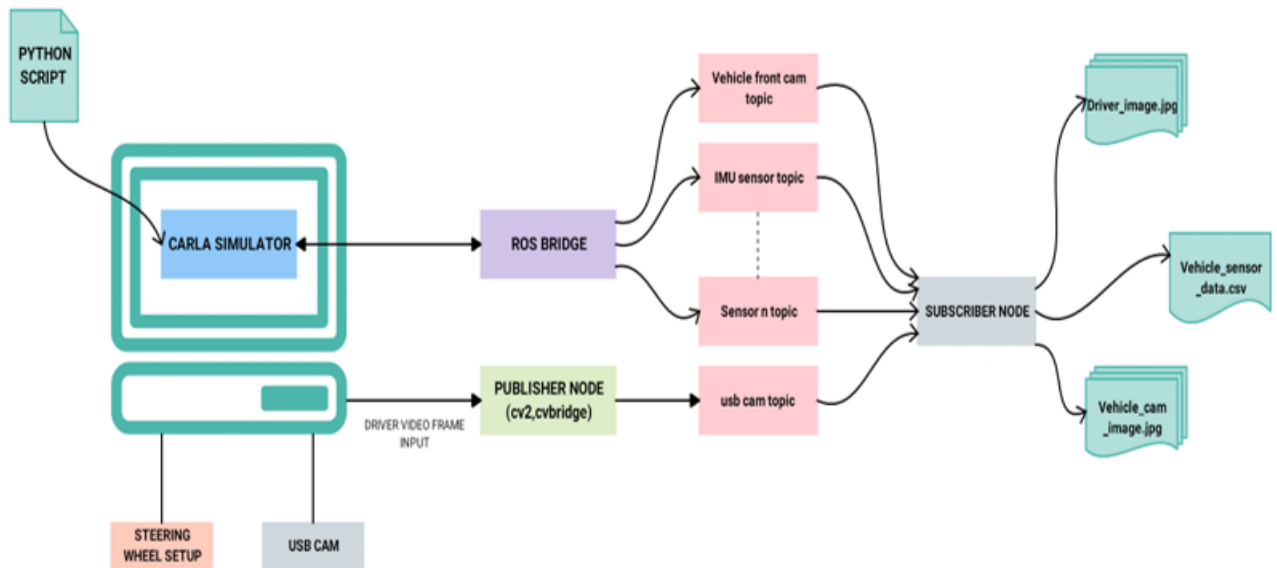 PYTHON
SCRIPT
CARLA SIMULATOR
ROS BRIDGE
Vehicle front cam
topic
IMU sensor topic
Sensor n topic
usb cam topic
PUBLISHER NODE
(cv2,cvbridge)
DRIVER VIDEO FRAME
INPUT
STEERING
WHEEL SETUP
USB CAM
SUBSCRIBER NODE
Driver_image.jpg
Vehicle_sensor
_data.csv
Vehicle_cam
_image.jpg